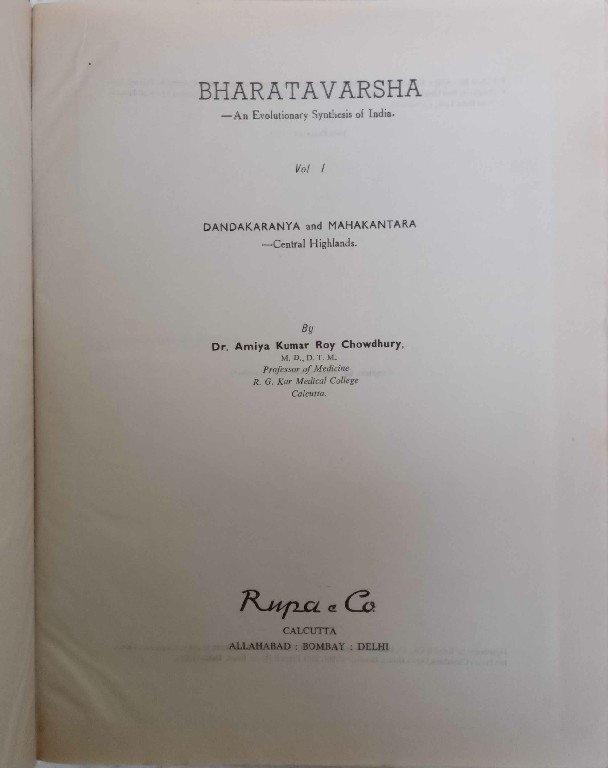 BHARATAVARSHA
—An Evolutionary Synthesis of India.
Vol I
DANDAKARANYA and MAHAKANTARA
—Central Highlands.
By
Dr. Amiya Kumar Roy Chowdhury,
M. D., D. T. M.
Professor of Medicine
R. G. Kar Medical College
Calcutta.
Rupa & Co
CALCUTTA
ALLAHABAD : BOMBAY : DELHI